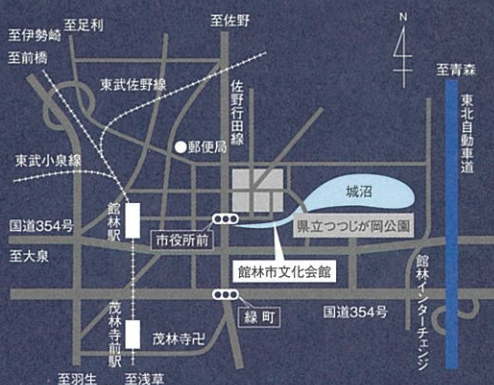 至足利
至佐野
N
至伊勢崎
至前橋
至青森
東武佐野線
佐野行田線
東北自動車道
郵便局
東武小泉線
城沼
館林駅
県立つつじが岡公園
国道354号
市役所前
至大泉
館林市文化会館
館林インターチェンジ
緑町
国道354号
茂林寺前駅
茂林寺卍
至羽生
至浅草